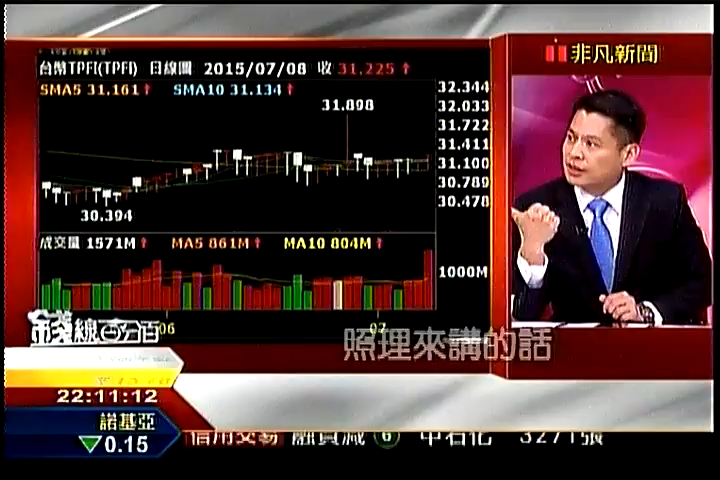 台幣TPFI(TPFI) 日線圖 2015/07/08 收 31.225↑
SMA5 31.161↑ SMA10 31.134↑
32.344
32.033
31.722
31.411
31.100
30.789
30.478
31.898
30.394
成交量 1571M↑ MA5 861M↑ MA10 804M↑
1000M
06
07
非凡新聞
錢線百分百
照理來講的話
22:11:12
諾基亞
▽0.15
信用交易 融資減 6 中石化 3271張